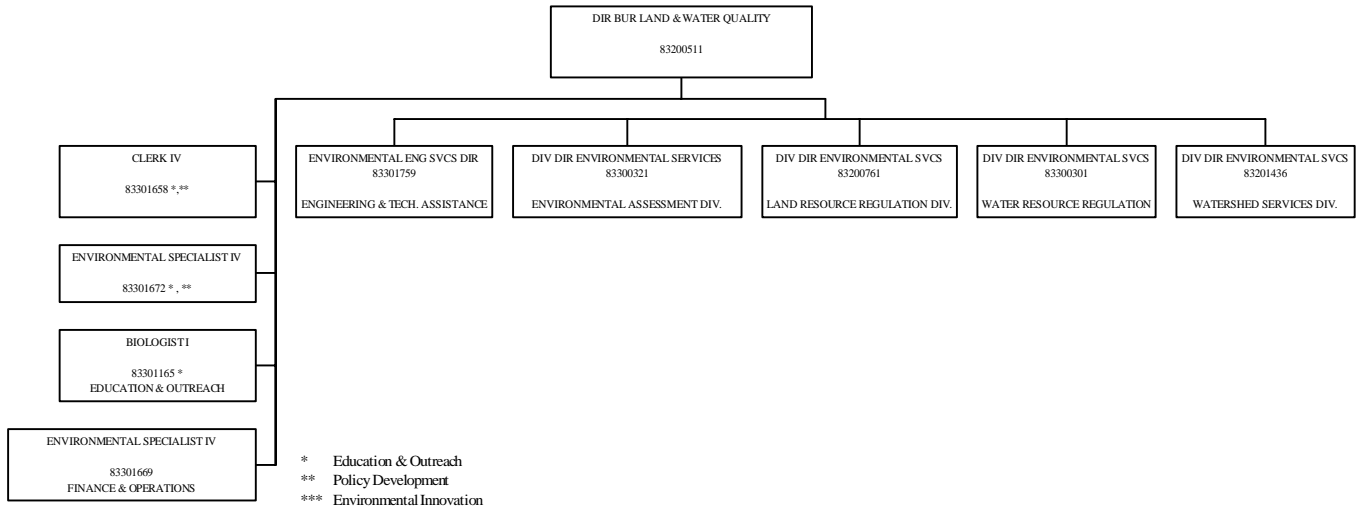 DIR BUR LAND & WATER QUALITY
83200511
CLERK IV
83301658 *,**
ENVIRONMENTAL SPECIALIST IV
83301672 * , **
BIOLOGIST I
83301165 *
EDUCATION & OUTREACH
ENVIRONMENTAL SPECIALIST IV
83301669
FINANCE & OPERATIONS
ENVIRONMENTAL ENG SVCS DIR
83301759
ENGINEERING & TECH. ASSISTANCE
DIV DIR ENVIRONMENTAL SERVICES
83300321
ENVIRONMENTAL ASSESSMENT DIV.
DIV DIR ENVIRONMENTAL SVCS
83200761
LAND RESOURCE REGULATION DIV.
DIV DIR ENVIRONMENTAL SVCS
83300301
WATER RESOURCE REGULATION
DIV DIR ENVIRONMENTAL SVCS
83201436
WATERSHED SERVICES DIV.
* Education & Outreach
** Policy Development
*** Environmental Innovation